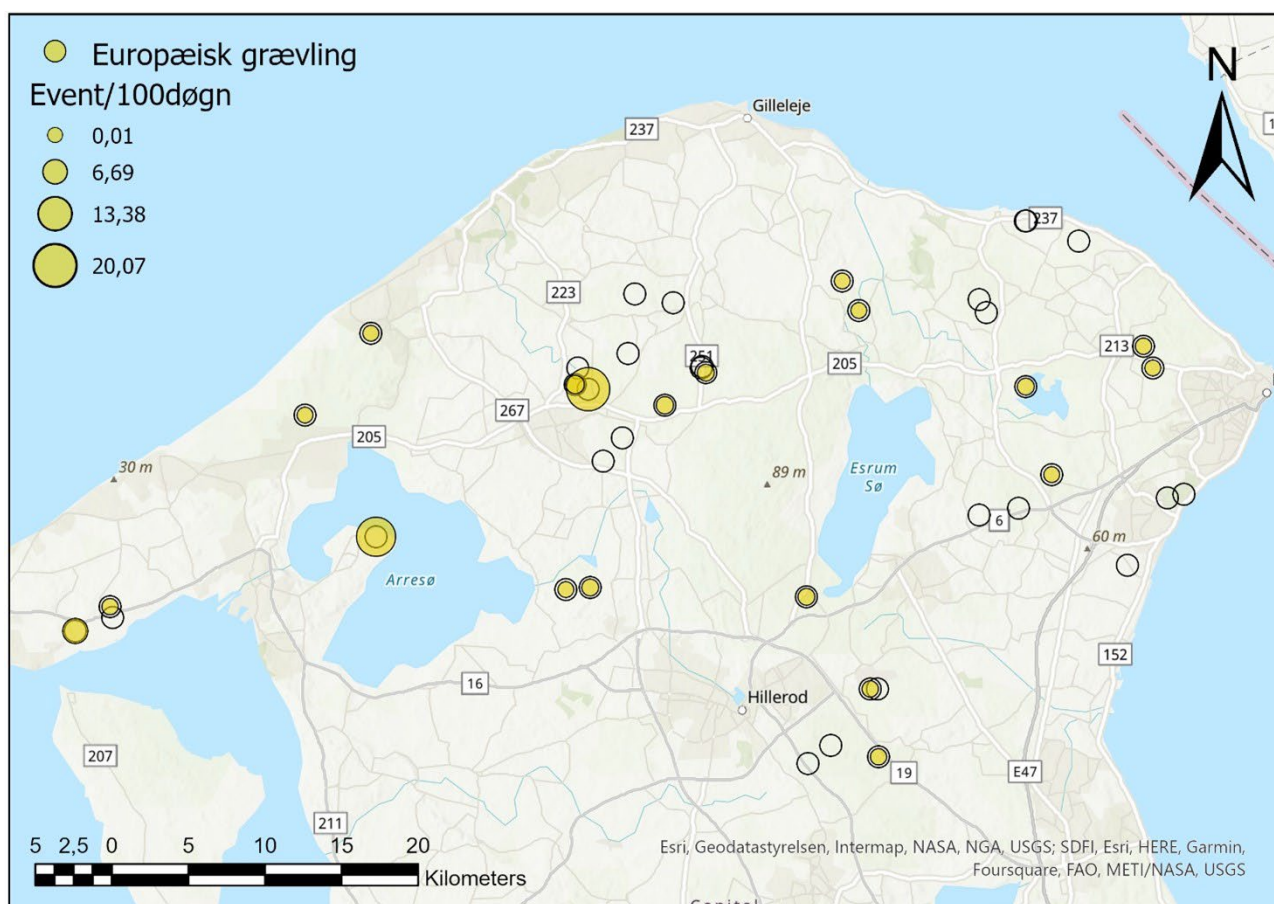 Europæisk grævling
Event/100døgn
0,01
6,69
13,38
20,07
N
Gilleleje
237
237
223
251
205
213
267
205
30 m
89 m
Esrum
Sø
6
60 m
Arresø
152
16
Hillerod
207
19
E47
211
5 2,5 0 5 10 15 20
Kilometers
Esri, Geodatastyrelsen, Intermap, NASA, NGA, USGS; SDFI, Esri, HERE, Garmin,
Foursquare, FAO, METI/NASA, USGS